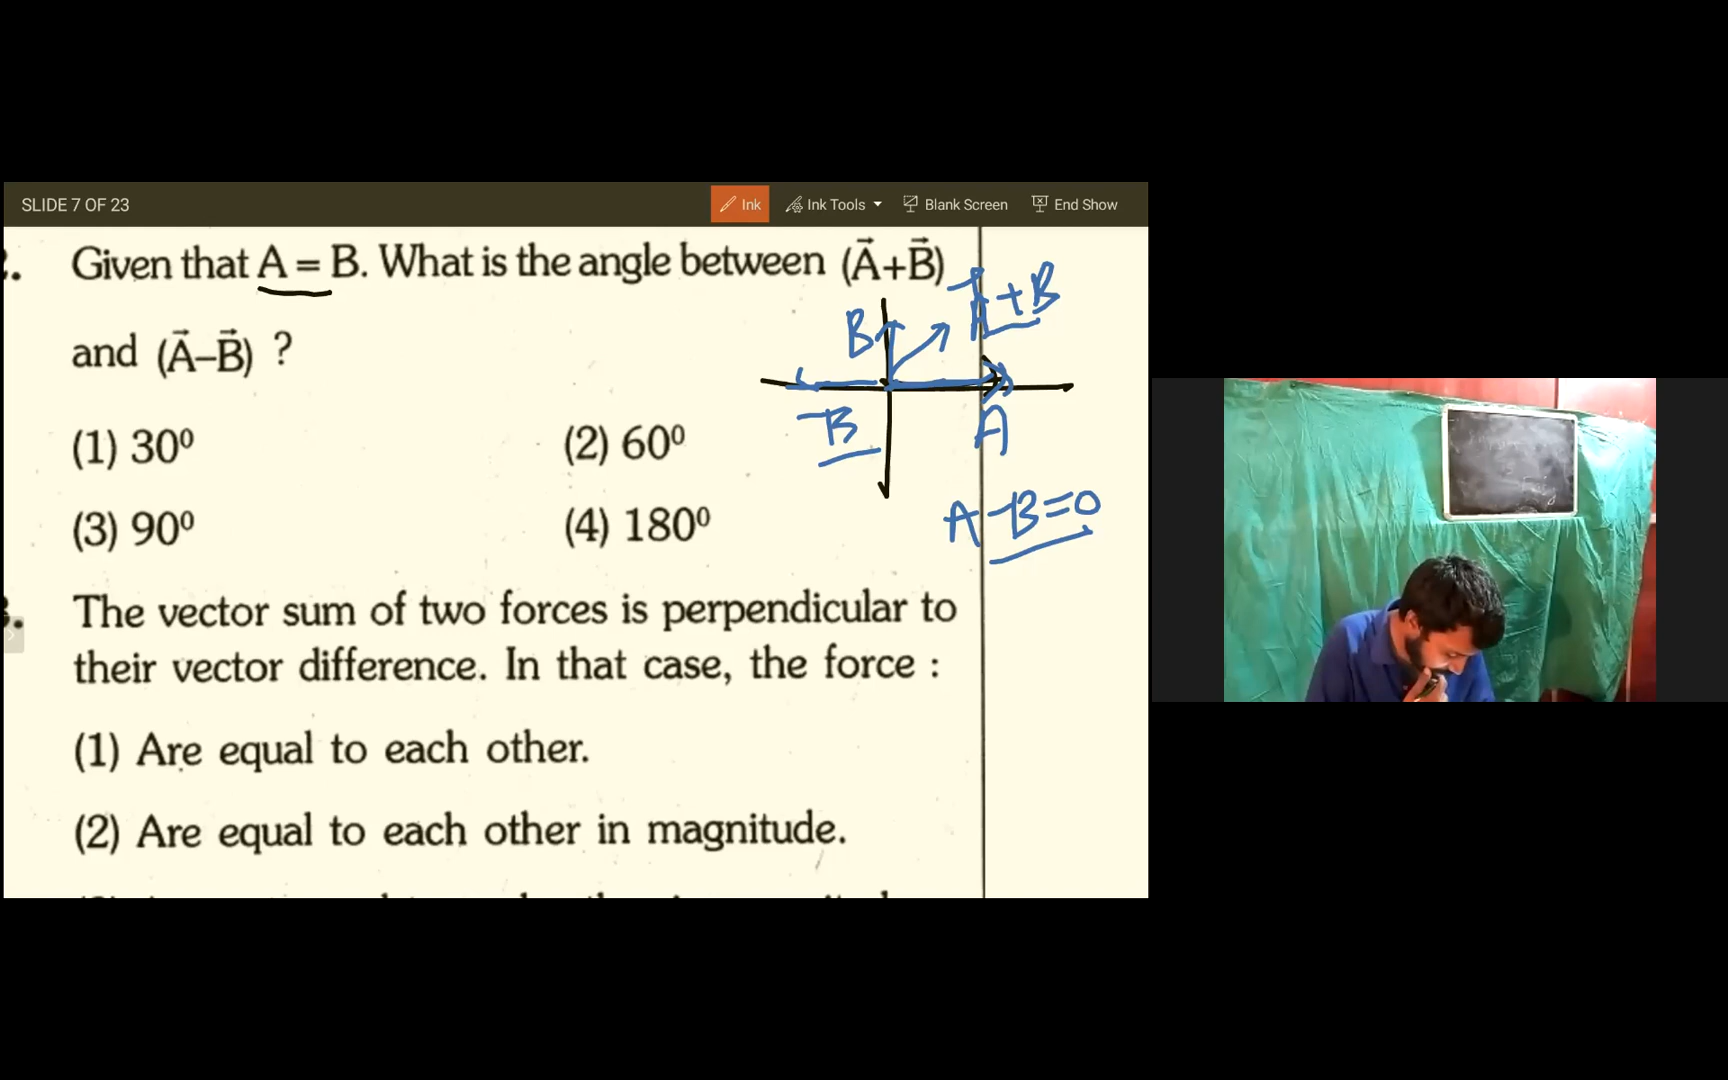 SLIDE 7 OF 23
Ink
Ink Tools
Blank Screen
End Show
Given that A = B. What is the angle between (A⃗+B⃗)
and (A⃗–B⃗) ?
(1) 30⁰
(2) 60⁰
(3) 90⁰
(4) 180⁰
B
A+B
-B
A
A-B=0
The vector sum of two forces is perpendicular to
their vector difference. In that case, the force :
(1) Are equal to each other.
(2) Are equal to each other in magnitude.